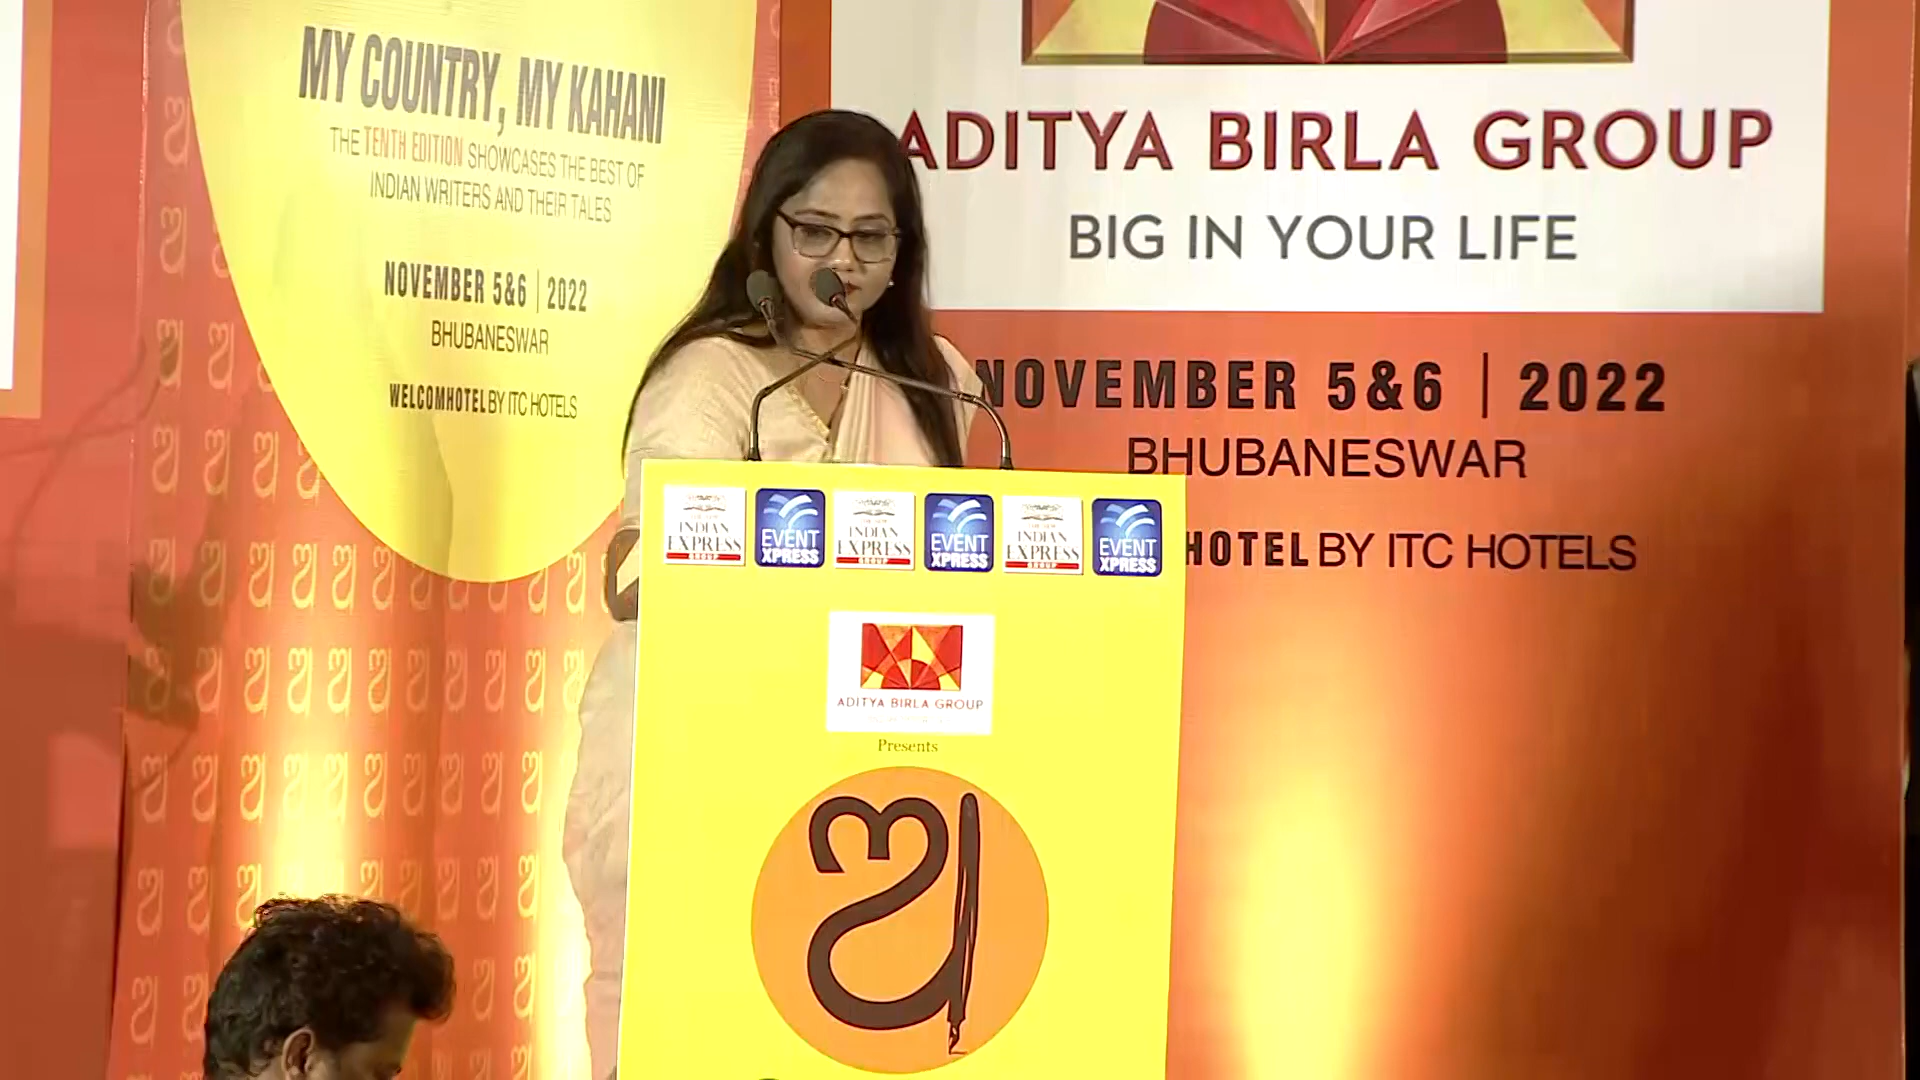 MY COUNTRY, MY KAHANI
THE TENTH EDITION SHOWCASES THE BEST OF
INDIAN WRITERS AND THEIR TALES
NOVEMBER 5&6 | 2022
BHUBANESWAR
WELCOMHOTEL BY ITC HOTELS
ADITYA BIRLA GROUP
BIG IN YOUR LIFE
NOVEMBER 5&6 | 2022
BHUBANESWAR
HOTEL BY ITC HOTELS
INDIAN EXPRESS GROUP
EVENT XPRESS
INDIAN EXPRESS GROUP
EVENT XPRESS
INDIAN EXPRESS GROUP
EVENT XPRESS
ADITYA BIRLA GROUP
Presents
ଅ